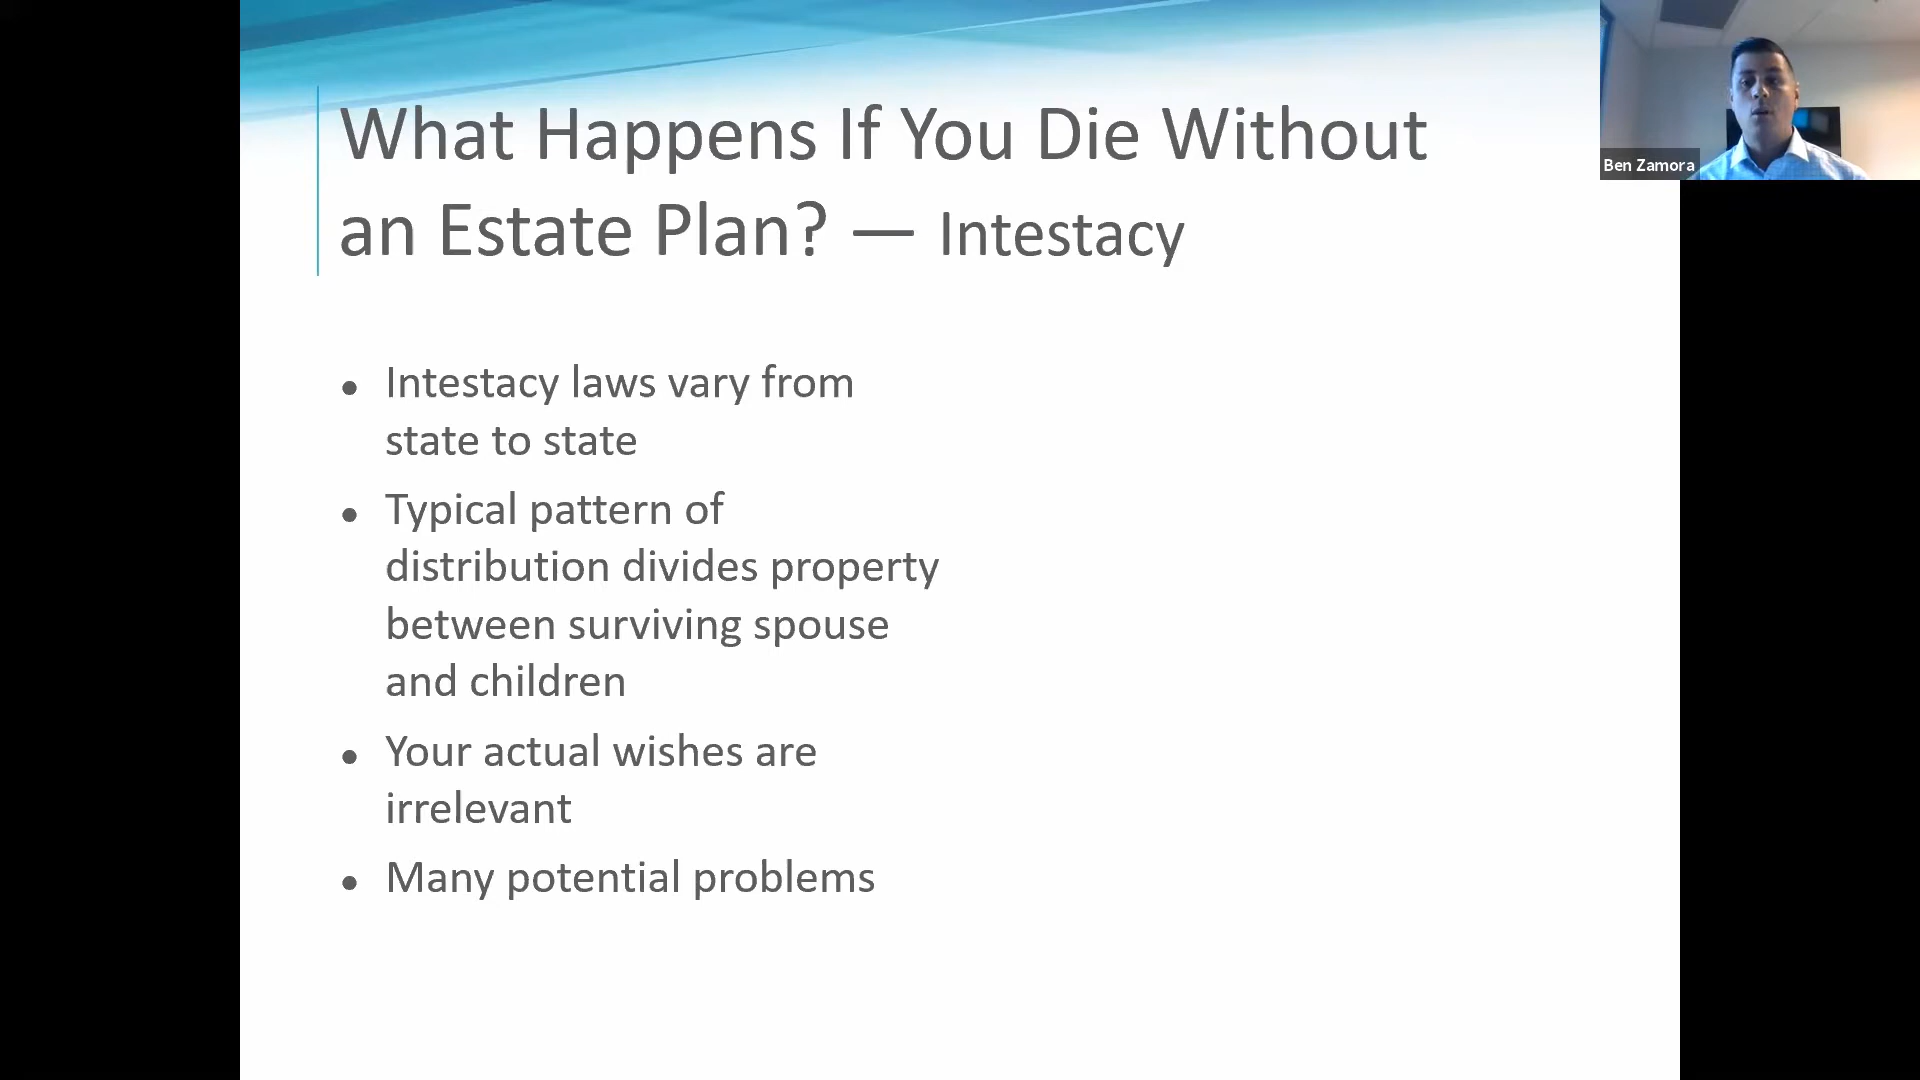 What Happens If You Die Without
an Estate Plan? — Intestacy
Ben Zamora
• Intestacy laws vary from
state to state
• Typical pattern of
distribution divides property
between surviving spouse
and children
• Your actual wishes are
irrelevant
• Many potential problems